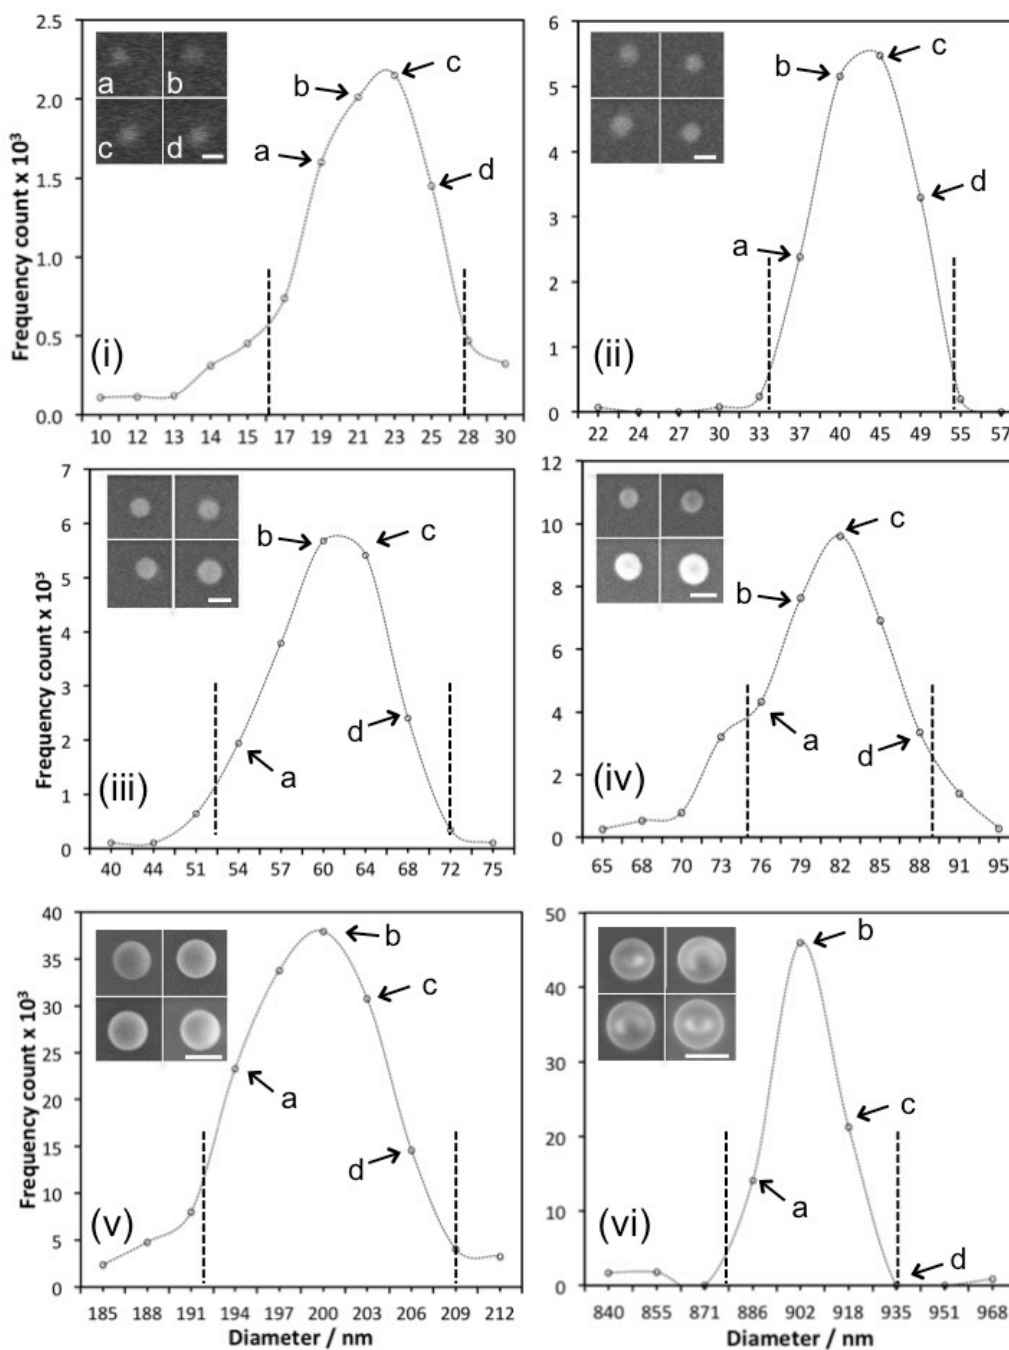 Frequency count x 10³
2.5
2.0
1.5
1.0
0.5
0.0
a b
c d
a
b
c
d
(i)
10 12 13 14 15 17 19 21 23 25 28 30
6
5
4
3
2
1
0
a
b
c
d
(ii)
22 24 27 30 33 37 40 45 49 55 57
Frequency count x 10³
7
6
5
4
3
2
1
0
a
b
c
d
(iii)
40 44 51 54 57 60 64 68 72 75
12
10
8
6
4
2
0
a
b
c
d
(iv)
65 68 70 73 76 79 82 85 88 91 95
Frequency count x 10³
40
35
30
25
20
15
10
5
0
a
b
c
d
(v)
185 188 191 194 197 200 203 206 209 212
Diameter / nm
50
40
30
20
10
0
a
b
c
d
(vi)
840 855 871 886 902 918 935 951 968
Diameter / nm